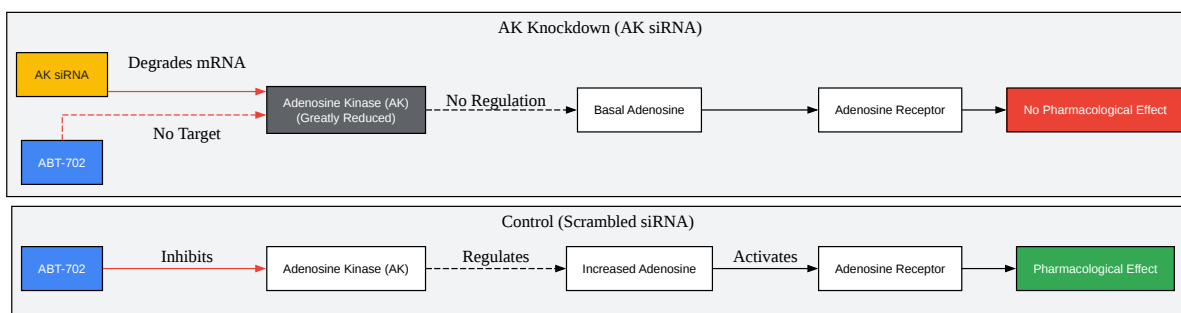 AK Knockdown (AK siRNA)
AK siRNA
Degrades mRNA
Adenosine Kinase (AK)
(Greatly Reduced)
No Regulation
Basal Adenosine
Adenosine Receptor
No Pharmacological Effect
No Target
ABT-702
Control (Scrambled siRNA)
ABT-702
Inhibits
Adenosine Kinase (AK)
Regulates
Increased Adenosine
Activates
Adenosine Receptor
Pharmacological Effect